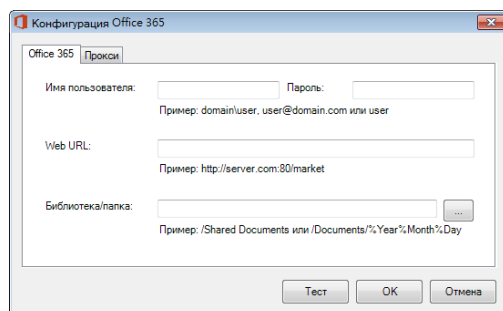 Конфигурация Office 365
Office 365 Прокси
Имя пользователя: Пароль:
Пример: domain\user, user@domain.com или user
Web URL:
Пример: http://server.com:80/market
Библиотека/папка: ...
Пример: /Shared Documents или /Documents/%Year%Month%Day
Тест OK Отмена